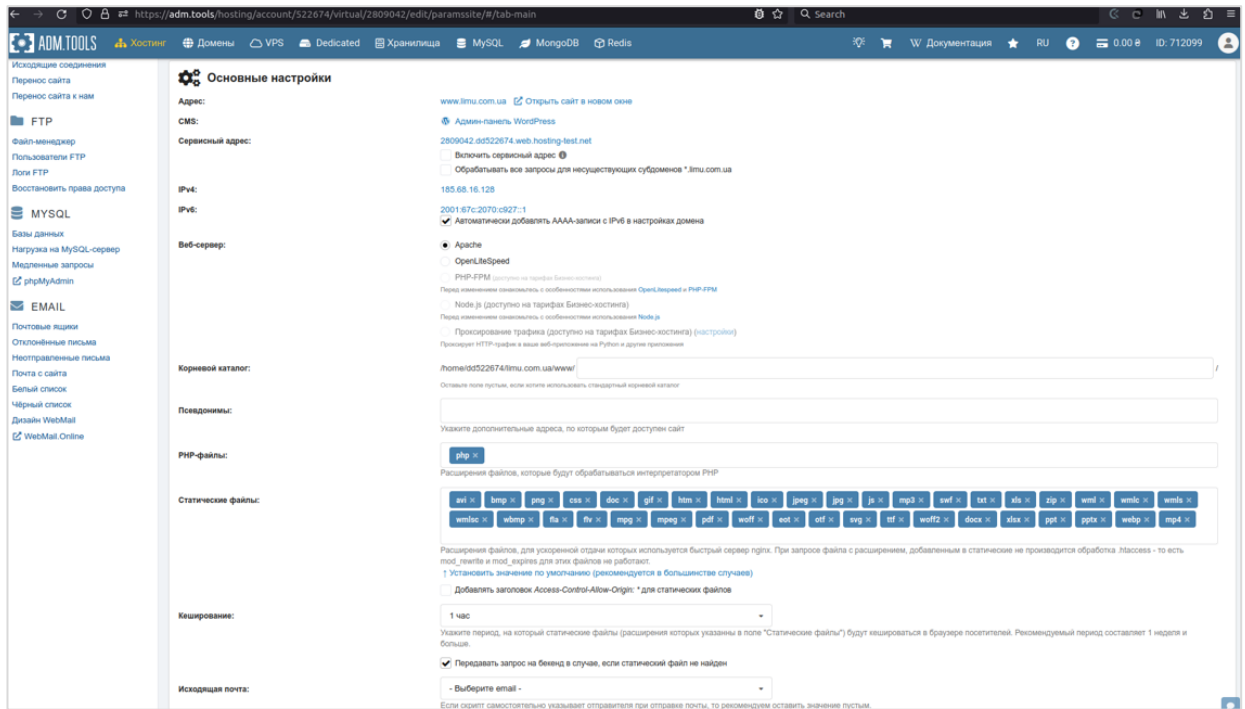 https://adm.tools/hosting/account/522674/virtual/2809042/edit/paramssite/#/tab-main
Search
ADM.TOOLS
Хостинг
Домены
VPS
Dedicated
Хранилища
MySQL
MongoDB
Redis
Документация
RU
0.00 ₴
ID: 712099
Исходящие соединения
Перенос сайта
Перенос сайта к нам
FTP
Файл-менеджер
Пользователи FTP
Логи FTP
Восстановить права доступа
MYSQL
Базы данных
Нагрузка на MySQL-сервер
Медленные запросы
phpMyAdmin
EMAIL
Почтовые ящики
Отклонённые письма
Неотправленные письма
Почта с сайта
Белый список
Чёрный список
Дизайн WebMail
WebMail.Online
Основные настройки
Адрес:
www.limu.com.ua Открыть сайт в новом окне
CMS:
Админ-панель WordPress
Сервисный адрес:
2809042.dd522674.web.hosting-test.net
Включить сервисный адрес
Обрабатывать все запросы для несуществующих субдоменов *.limu.com.ua
IPv4:
185.68.16.128
IPv6:
2001:67c:2070:c927::1
Автоматически добавлять AAAA-записи с IPv6 в настройках домена
Веб-сервер:
Apache
OpenLiteSpeed
PHP-FPM (доступно на тарифах Бизнес-хостинга)
Перед изменением ознакомьтесь с особенностями использования OpenLitespeed и PHP-FPM
Node.js (доступно на тарифах Бизнес-хостинга)
Перед изменением ознакомьтесь с особенностями использования Node.js
Проксирование трафика (доступно на тарифах Бизнес-хостинга) (настройки)
Проксирует HTTP-трафик в ваше веб-приложение на Python и другие приложения
Корневой каталог:
/home/dd522674/limu.com.ua/www/ /
Оставьте поле пустым, если хотите использовать стандартный корневой каталог
Псевдонимы:
Укажите дополнительные адреса, по которым будет доступен сайт
PHP-файлы:
php ×
Расширения файлов, которые будут обрабатываться интерпретатором PHP
Статические файлы:
avi × bmp × png × css × doc × gif × htm × html × ico × jpeg × jpg × js × mp3 × swf × txt × xls × zip × wml × wmlc × wmls ×
wmlsc × wbmp × fla × flv × mpg × mpeg × pdf × woff × eot × otf × svg × ttf × woff2 × docx × xlsx × ppt × pptx × webp × mp4 ×
Расширения файлов, для ускоренной отдачи которых используется быстрый сервер nginx. При запросе файла с расширением, добавленным в статические не производится обработка .htaccess - то есть
mod_rewrite и mod_expires для этих файлов не работают.
↑ Установить значение по умолчанию (рекомендуется в большинстве случаев)
Добавлять заголовок Access-Control-Allow-Origin: * для статических файлов
Кеширование:
1 час
Укажите период, на который статические файлы (расширения которых указанны в поле "Статические файлы") будут кешироваться в браузере посетителей. Рекомендуемый период составляет 1 неделя и
больше.
Передавать запрос на бекенд в случае, если статический файл не найден
Исходящая почта:
- Выберите email -
Если скрипт самостоятельно указывает отправителя при отправке почты, то рекомендуем оставить значение пустым.